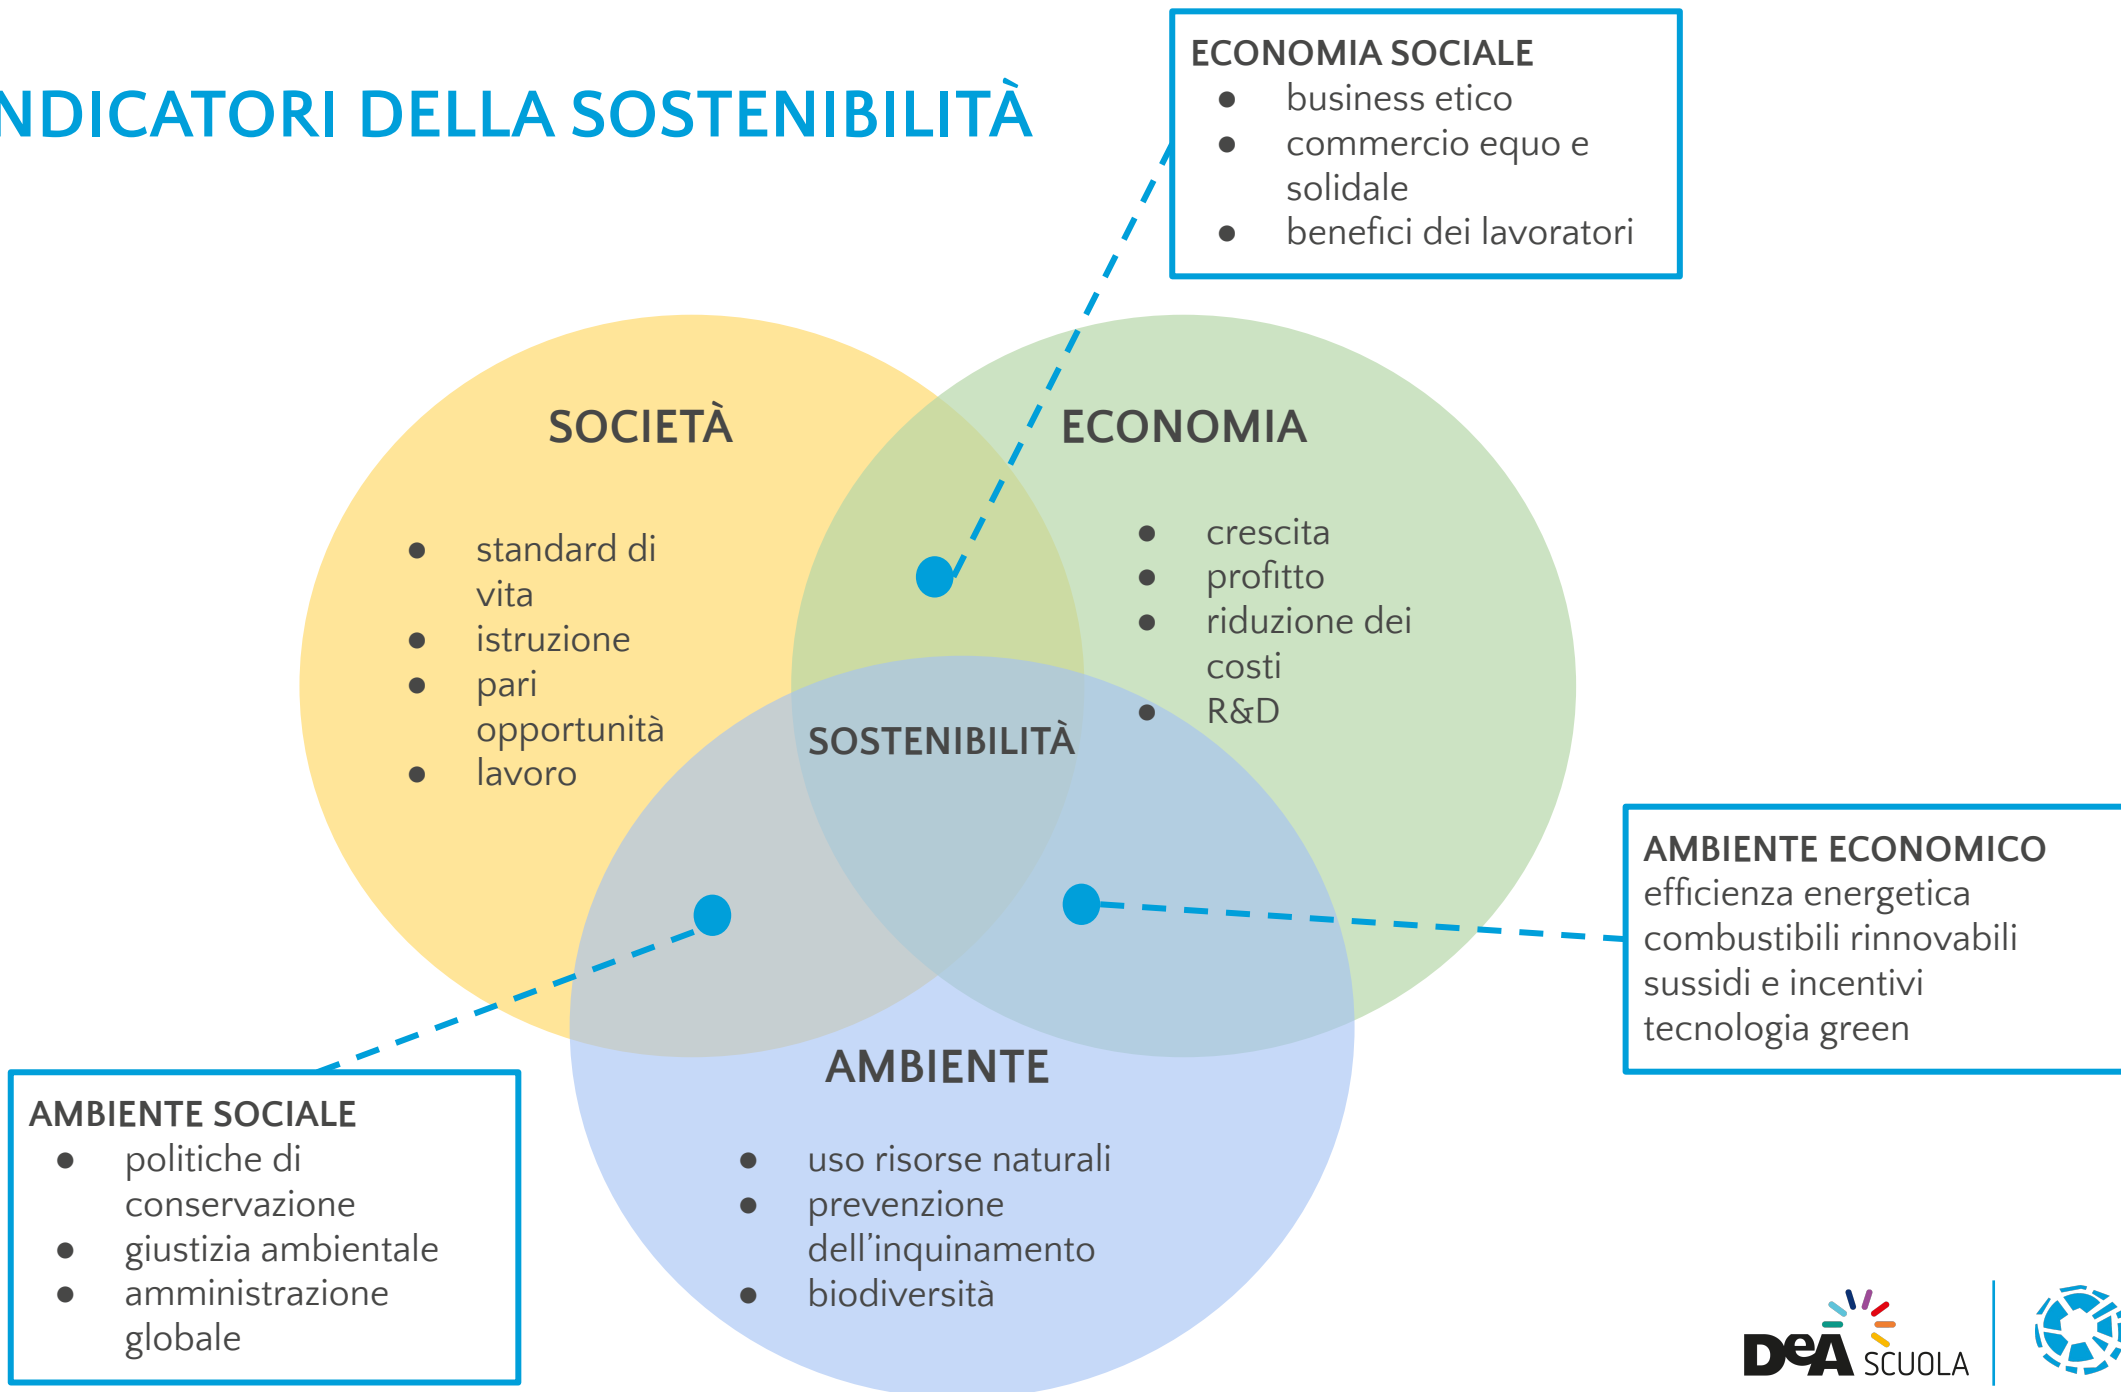 NDICATORI DELLA SOSTENIBILITÀ
ECONOMIA SOCIALE
● business etico
● commercio equo e
solidale
● benefici dei lavoratori
SOCIETÀ
● standard di
vita
● istruzione
● pari
opportunità
● lavoro
ECONOMIA
● crescita
● profitto
● riduzione dei
costi
● R&D
SOSTENIBILITÀ
AMBIENTE ECONOMICO
efficienza energetica
combustibili rinnovabili
sussidi e incentivi
tecnologia green
AMBIENTE
● uso risorse naturali
● prevenzione
dell'inquinamento
● biodiversità
AMBIENTE SOCIALE
● politiche di
conservazione
● giustizia ambientale
● amministrazione
globale
DeA SCUOLA